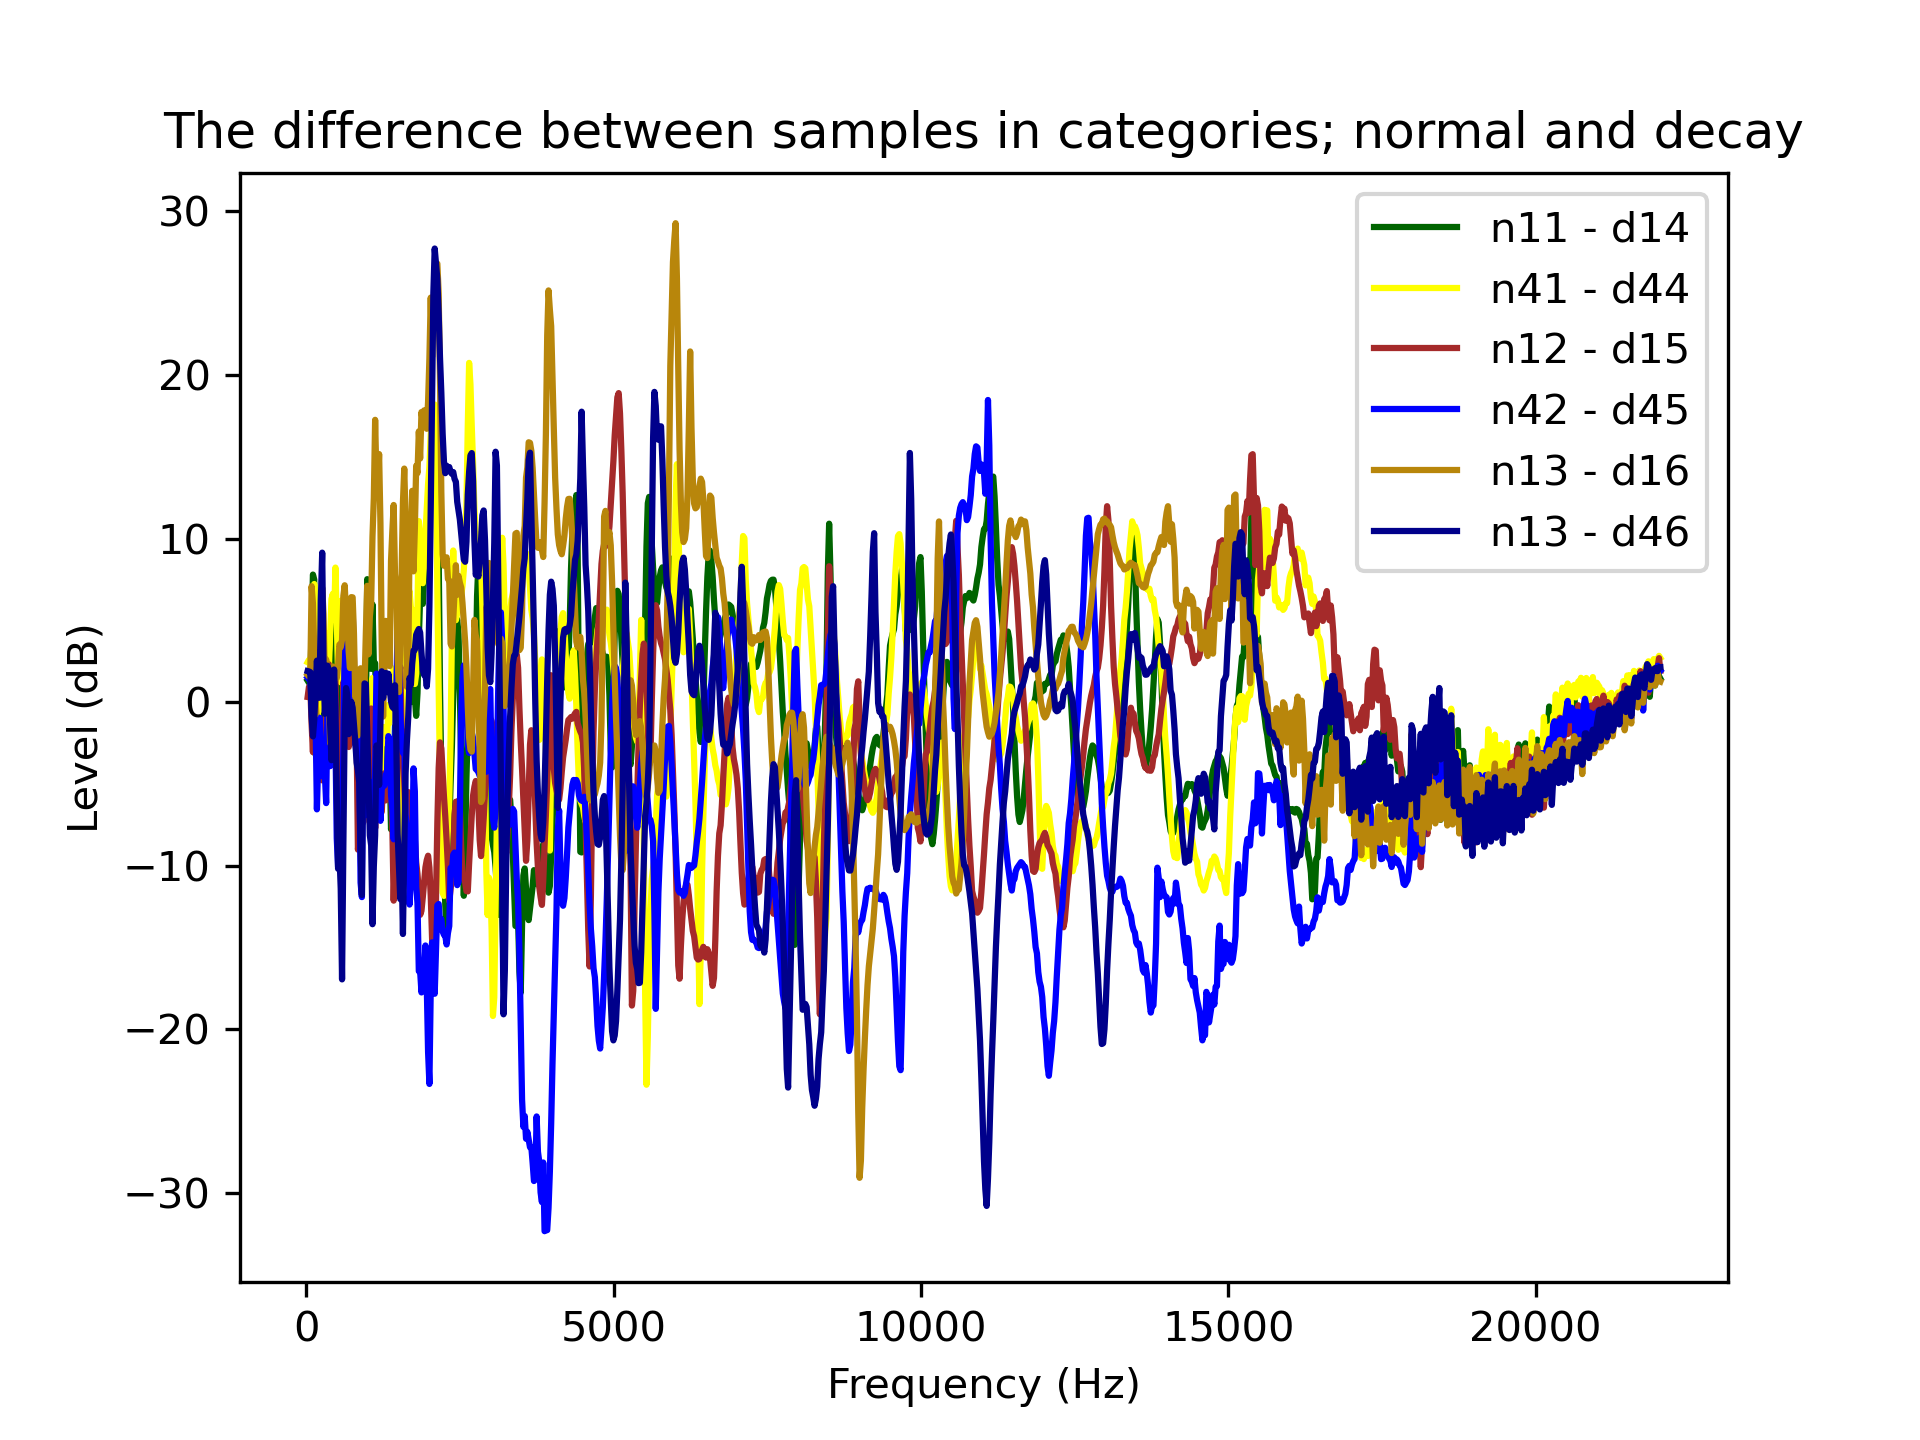 The difference between samples in categories; normal and decay
30
20
10
0
−10
−20
−30
Level (dB)
n11 - d14
n41 - d44
n12 - d15
n42 - d45
n13 - d16
n13 - d46
0
5000
10000
15000
20000
Frequency (Hz)